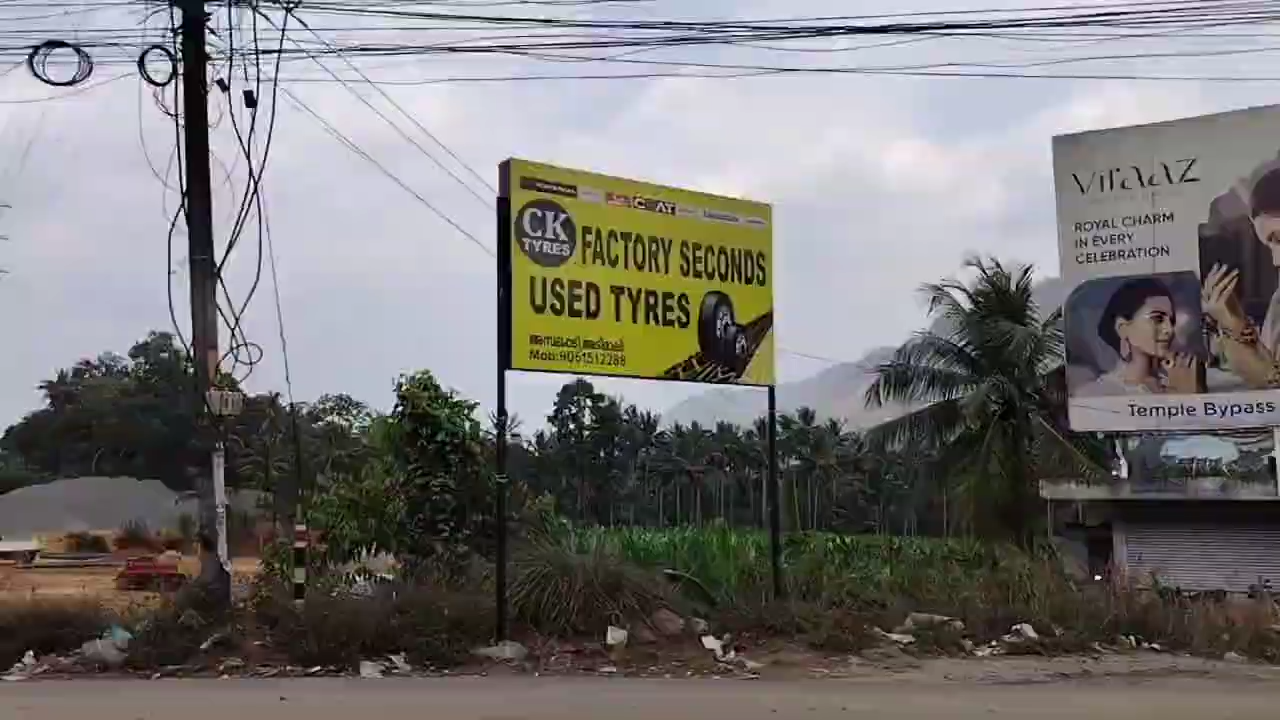 CEAT
CK
TYRES
FACTORY SECONDS
USED TYRES
Mob:9061512288
Viraaz
ROYAL CHARM
IN EVERY
CELEBRATION
Temple Bypass